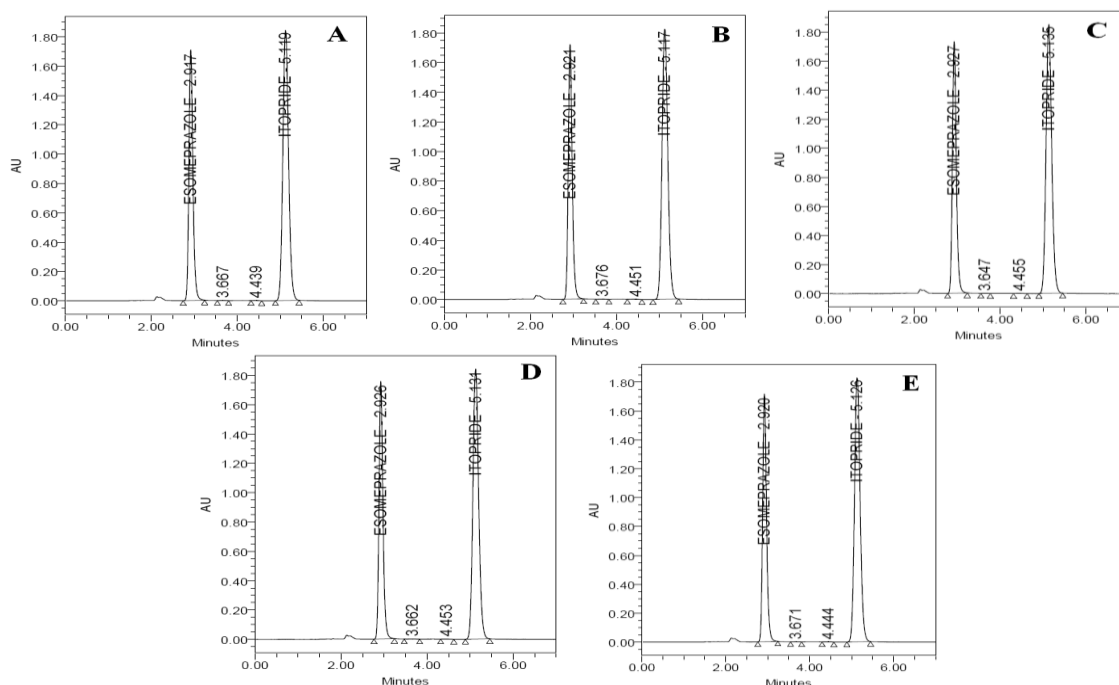 A
AU
1.80
1.60
1.40
1.20
1.00
0.80
0.60
0.40
0.20
0.00
ESOMEPRAZOLE - 2.917
3.667
4.439
ITOPRIDE - 5.119
0.00 2.00 4.00 6.00
Minutes
B
AU
1.80
1.60
1.40
1.20
1.00
0.80
0.60
0.40
0.20
0.00
ESOMEPRAZOLE - 2.921
3.676
4.451
ITOPRIDE - 5.117
0.00 2.00 4.00 6.00
Minutes
C
AU
1.80
1.60
1.40
1.20
1.00
0.80
0.60
0.40
0.20
0.00
ESOMEPRAZOLE - 2.927
3.647
4.455
ITOPRIDE - 5.135
0.00 2.00 4.00 6.00
Minutes
D
AU
1.80
1.60
1.40
1.20
1.00
0.80
0.60
0.40
0.20
0.00
ESOMEPRAZOLE - 2.926
3.662
4.453
ITOPRIDE - 5.131
0.00 2.00 4.00 6.00
Minutes
E
AU
1.80
1.60
1.40
1.20
1.00
0.80
0.60
0.40
0.20
0.00
ESOMEPRAZOLE - 2.920
3.671
4.444
ITOPRIDE - 5.126
0.00 2.00 4.00 6.00
Minutes